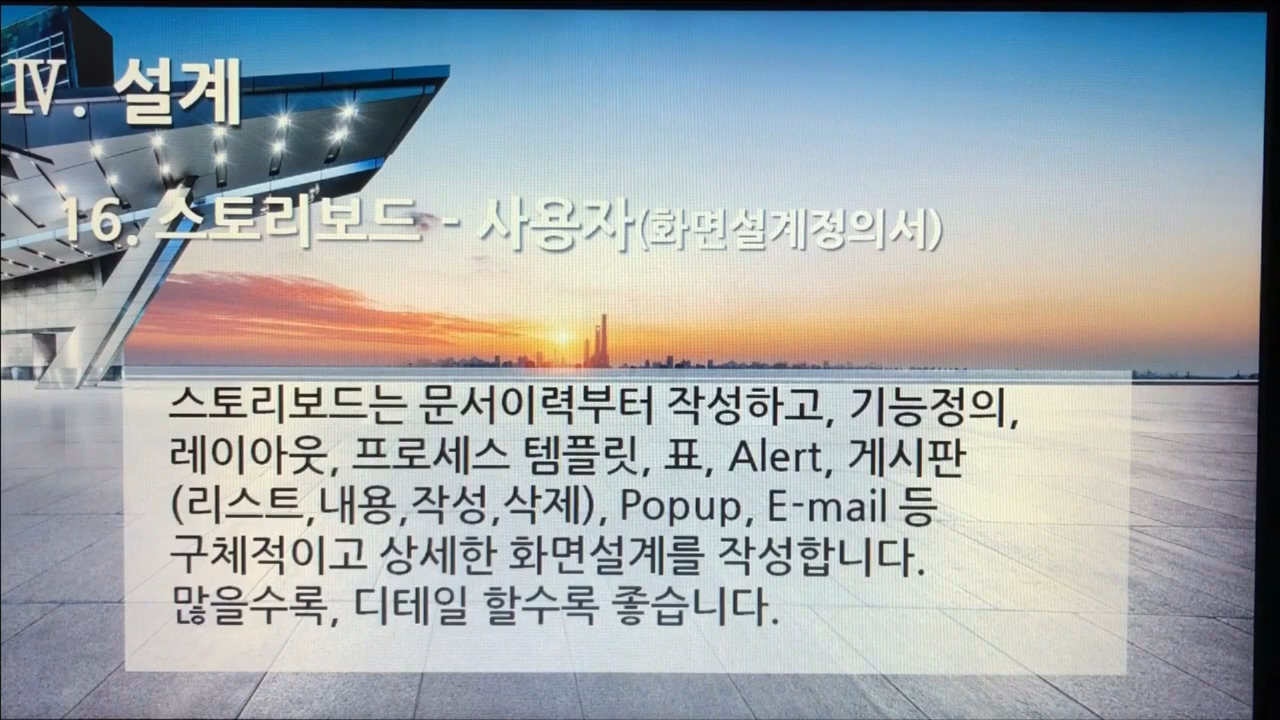 Ⅳ. 설계
16. 스토리보드 - 사용자(화면설계정의서)
스토리보드는 문서이력부터 작성하고, 기능정의,
레이아웃, 프로세스 템플릿, 표, Alert, 게시판
(리스트,내용,작성,삭제), Popup, E-mail 등
구체적이고 상세한 화면설계를 작성합니다.
많을수록, 디테일 할수록 좋습니다.